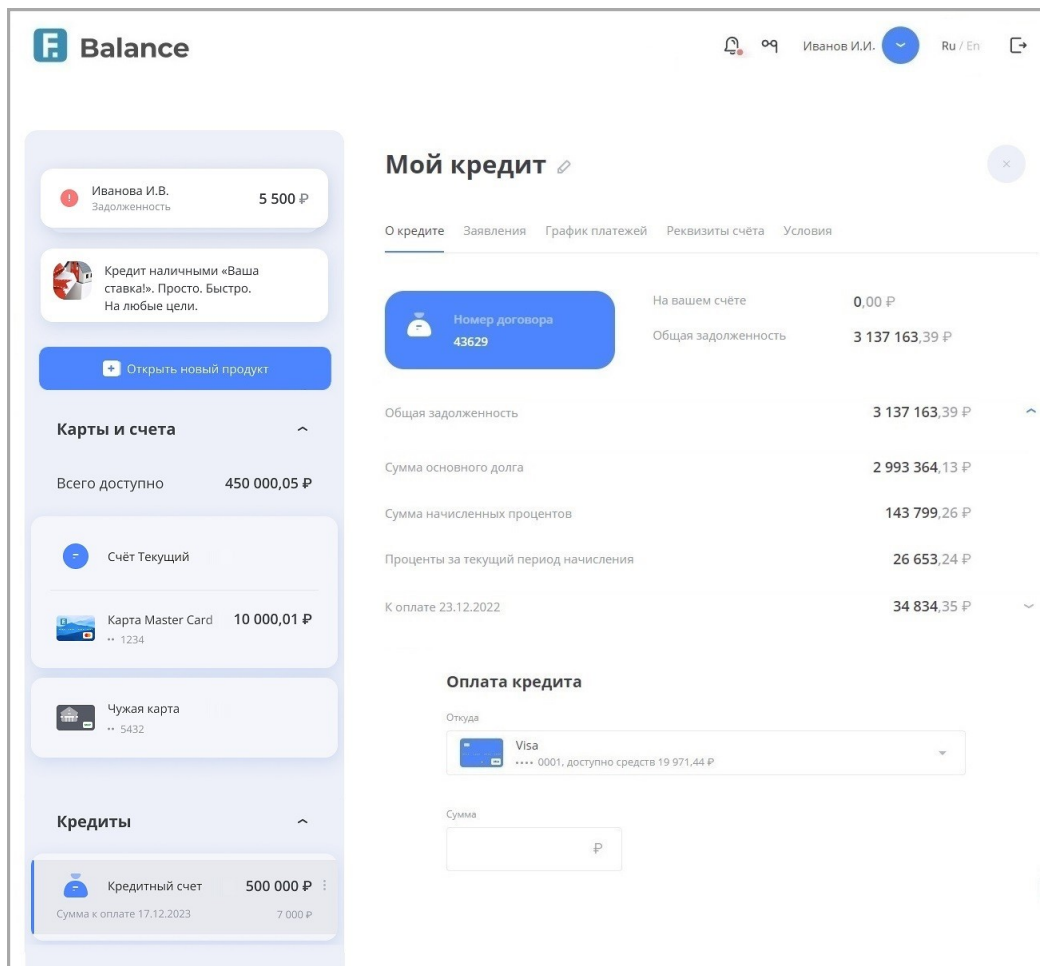 F. Balance
Иванов И.И.
Ru / En
Иванова И.В.
Задолженность
5 500 ₽
Кредит наличными «Ваша
ставка!». Просто. Быстро.
На любые цели.
Открыть новый продукт
Карты и счета
Всего доступно 450 000,05 ₽
Счёт Текущий
Карта Master Card 10 000,01 ₽
•• 1234
Чужая карта
•• 5432
Кредиты
Кредитный счет 500 000 ₽
Сумма к оплате 17.12.2023 7 000 ₽
Мой кредит
О кредите Заявления График платежей Реквизиты счёта Условия
Номер договора
43629
На вашем счёте 0,00 ₽
Общая задолженность 3 137 163,39 ₽
Общая задолженность 3 137 163,39 ₽
Сумма основного долга 2 993 364,13 ₽
Сумма начисленных процентов 143 799,26 ₽
Проценты за текущий период начисления 26 653,24 ₽
К оплате 23.12.2022 34 834,35 ₽
Оплата кредита
Откуда
Visa
•••• 0001, доступно средств 19 971,44 ₽
Сумма
₽